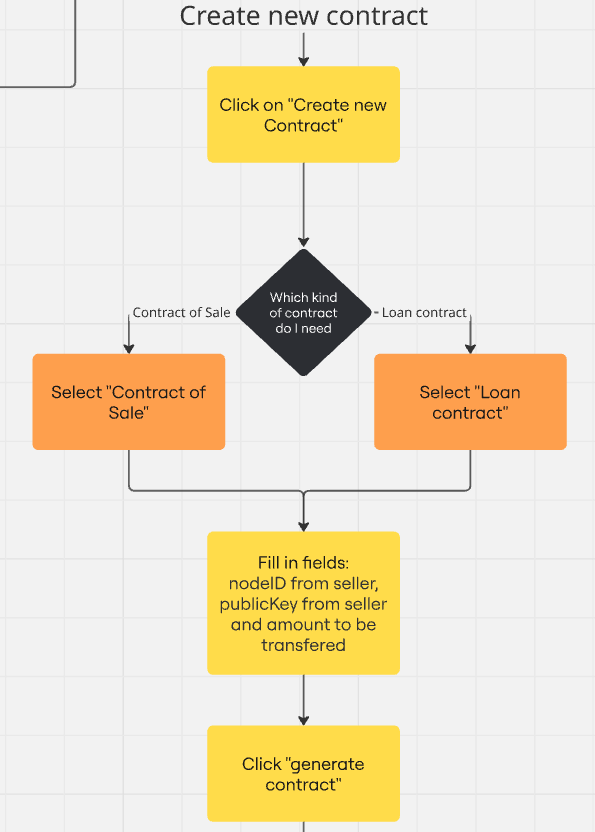 Create new contract
Click on "Create new
Contract"
Which kind
of contract
do I need
Contract of Sale
Loan contract
Select "Contract of
Sale"
Select "Loan
contract"
Fill in fields:
nodeID from seller,
publicKey from seller
and amount to be
transfered
Click "generate
contract"